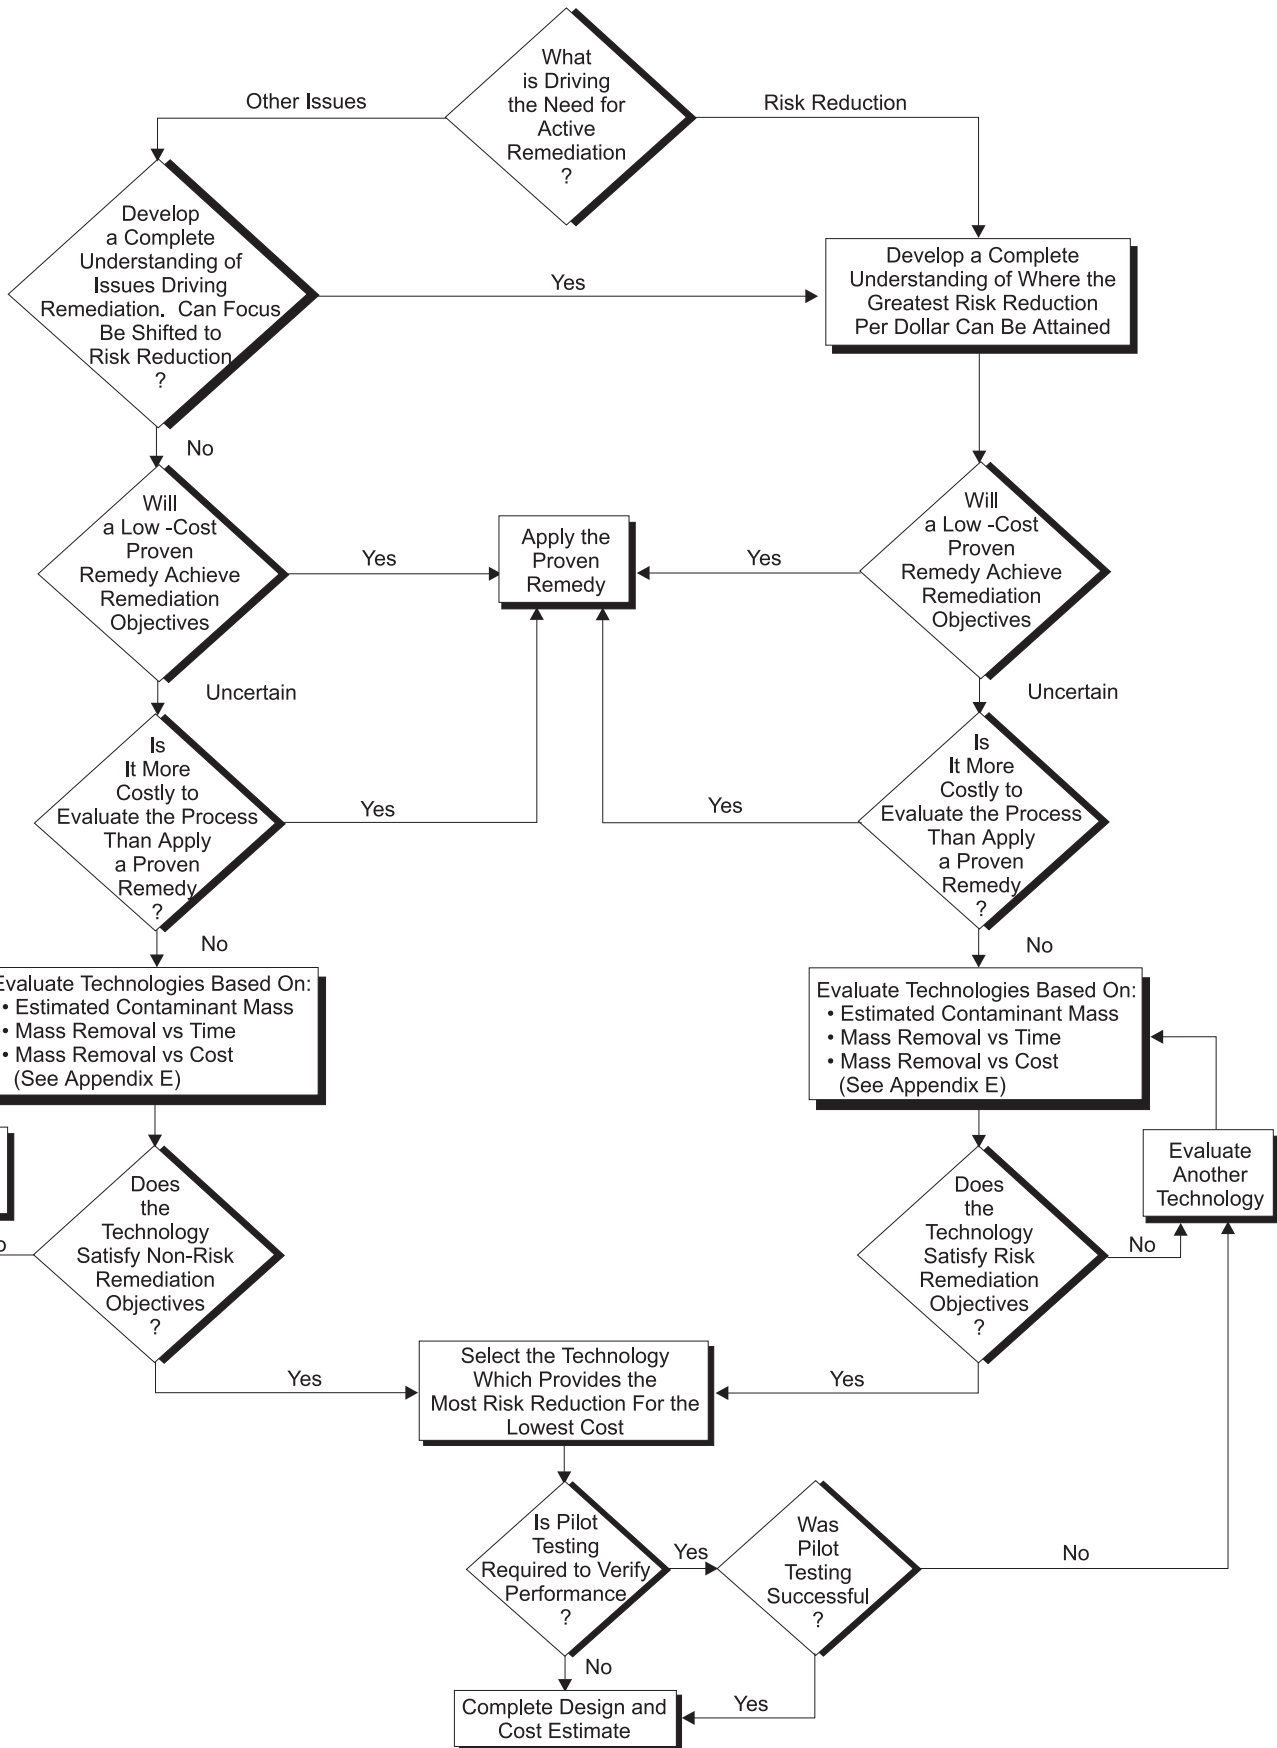 What
is Driving
the Need for
Active
Remediation
?
Other Issues
Risk Reduction
Develop
a Complete
Understanding of
Issues Driving
Remediation. Can Focus
Be Shifted to
Risk Reduction
?
Yes
Develop a Complete
Understanding of Where the
Greatest Risk Reduction
Per Dollar Can Be Attained
No
Will
a Low -Cost
Proven
Remedy Achieve
Remediation
Objectives
Yes
Apply the
Proven
Remedy
Yes
Will
a Low -Cost
Proven
Remedy Achieve
Remediation
Objectives
Uncertain
Uncertain
Is
It More
Costly to
Evaluate the Process
Than Apply
a Proven
Remedy
?
Yes
Yes
Is
It More
Costly to
Evaluate the Process
Than Apply
a Proven
Remedy
?
No
No
Evaluate Technologies Based On:
• Estimated Contaminant Mass
• Mass Removal vs Time
• Mass Removal vs Cost
(See Appendix E)
Evaluate Technologies Based On:
• Estimated Contaminant Mass
• Mass Removal vs Time
• Mass Removal vs Cost
(See Appendix E)
Evaluate
Another
Technology
Does
the
Technology
Satisfy Non-Risk
Remediation
Objectives
?
Does
the
Technology
Satisfy Risk
Remediation
Objectives
?
No
Yes
Select the Technology
Which Provides the
Most Risk Reduction For the
Lowest Cost
Yes
Is Pilot
Testing
Required to Verify
Performance
?
Yes
Was
Pilot
Testing
Successful
?
No
No
Complete Design and
Cost Estimate
Yes